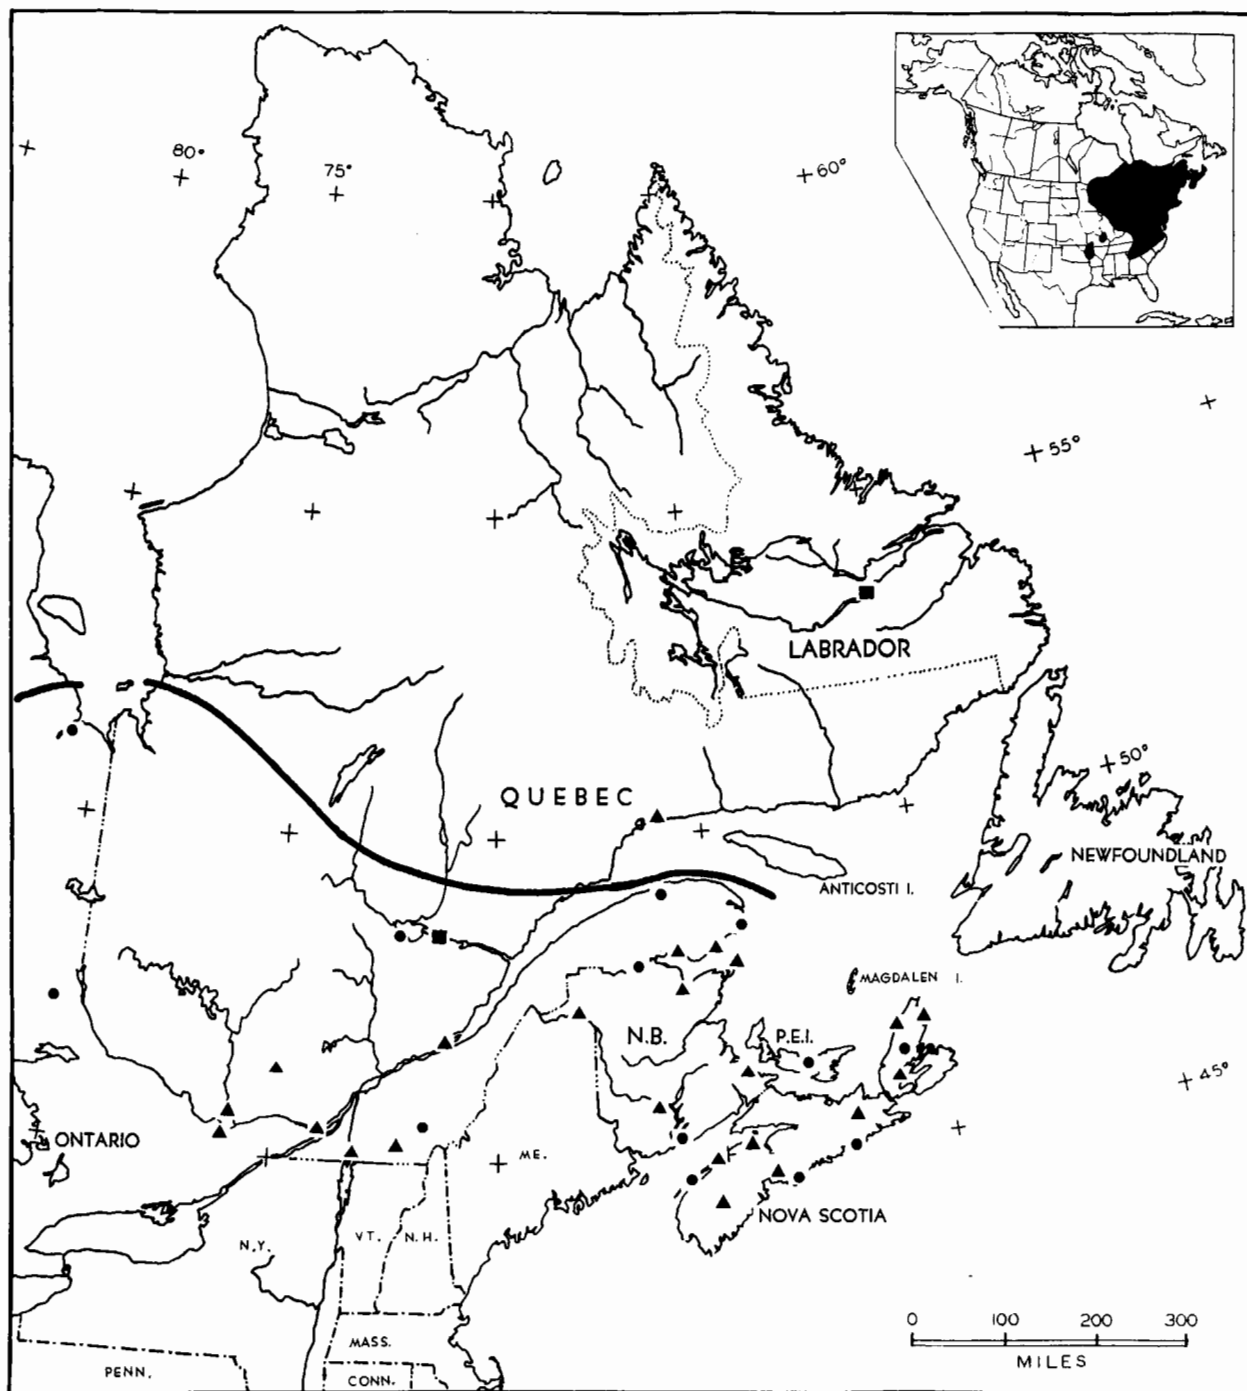 80°
75°
60°
55°
LABRADOR
50°
QUEBEC
NEWFOUNDLAND
ANTICOSTI I.
MAGDALEN I.
N.B.
P.E.I.
45°
ONTARIO
ME.
NOVA SCOTIA
N.Y.
VT.
N.H.
0 100 200 300
MILES
MASS.
PENN.
CONN.